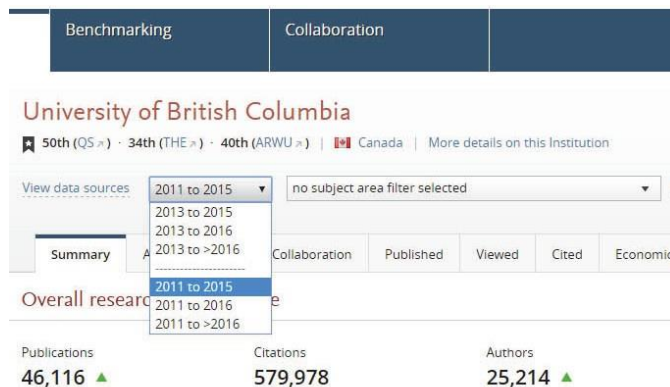 Benchmarking Collaboration
University of British Columbia
50th (QS ↗) · 34th (THE ↗) · 40th (ARWU ↗) | Canada | More details on this Institution
View data sources 2011 to 2015 ▼ no subject area filter selected ▼
2013 to 2015
2013 to 2016
2013 to >2016
----------------------
2011 to 2015
2011 to 2016
2011 to >2016
Summary A Collaboration Published Viewed Cited Economic
Overall resear e
Publications Citations Authors
46,116 ▲ 579,978 25,214 ▲